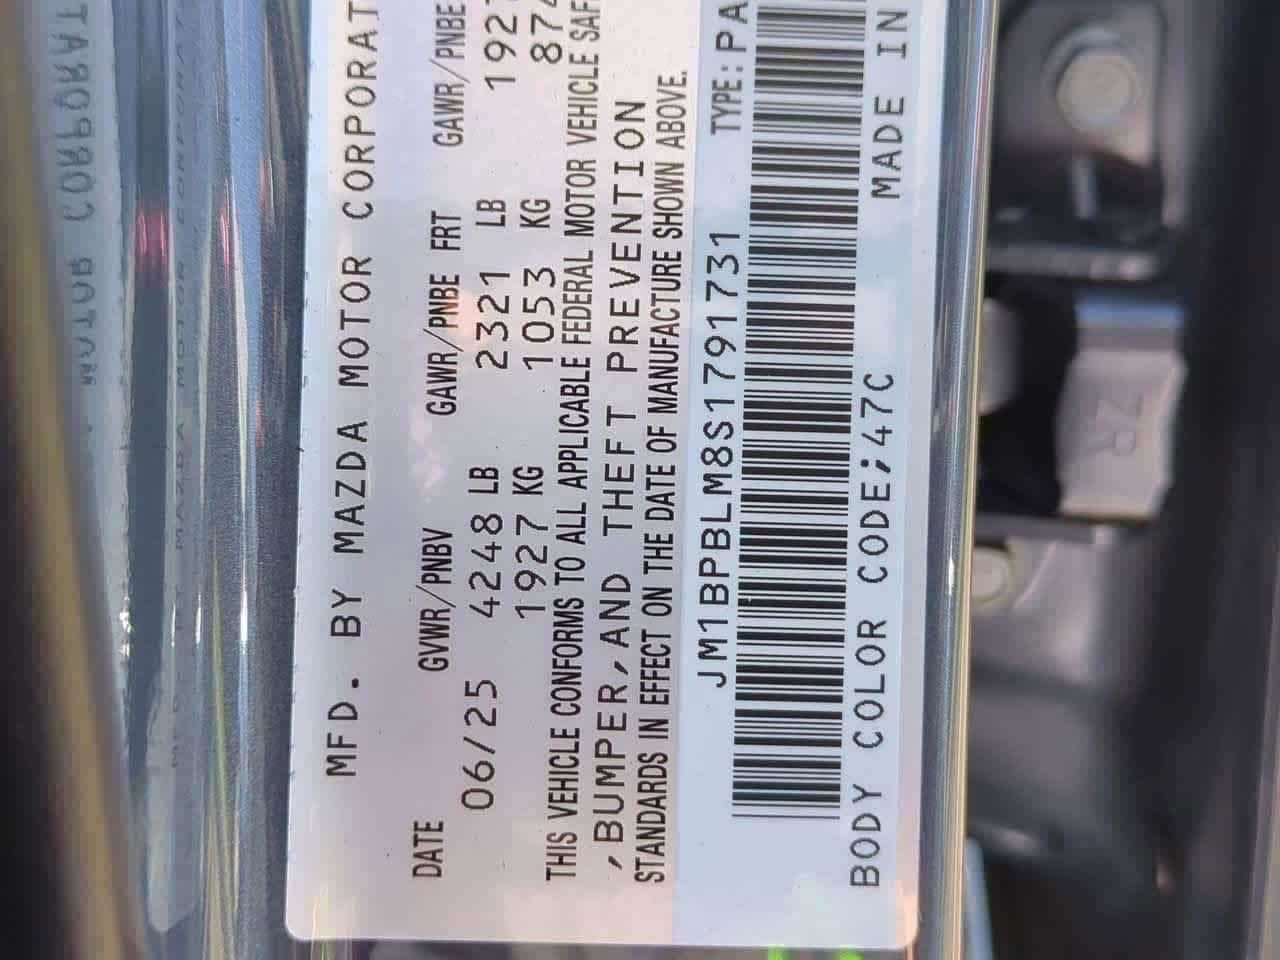 MFD. BY MAZDA MOTOR CORPORAT
DATE GVWR/PNBV GAWR/PNBE FRT GAWR/PNBE
06/25 4248 LB 2321 LB 192
1927 KG 1053 KG 874
THIS VEHICLE CONFORMS TO ALL APPLICABLE FEDERAL MOTOR VEHICLE SAF
,BUMPER,AND THEFT PREVENTION
STANDARDS IN EFFECT ON THE DATE OF MANUFACTURE SHOWN ABOVE.
JM1BPBLM8S1791731 TYPE:PA
BODY COLOR CODE;47C MADE IN